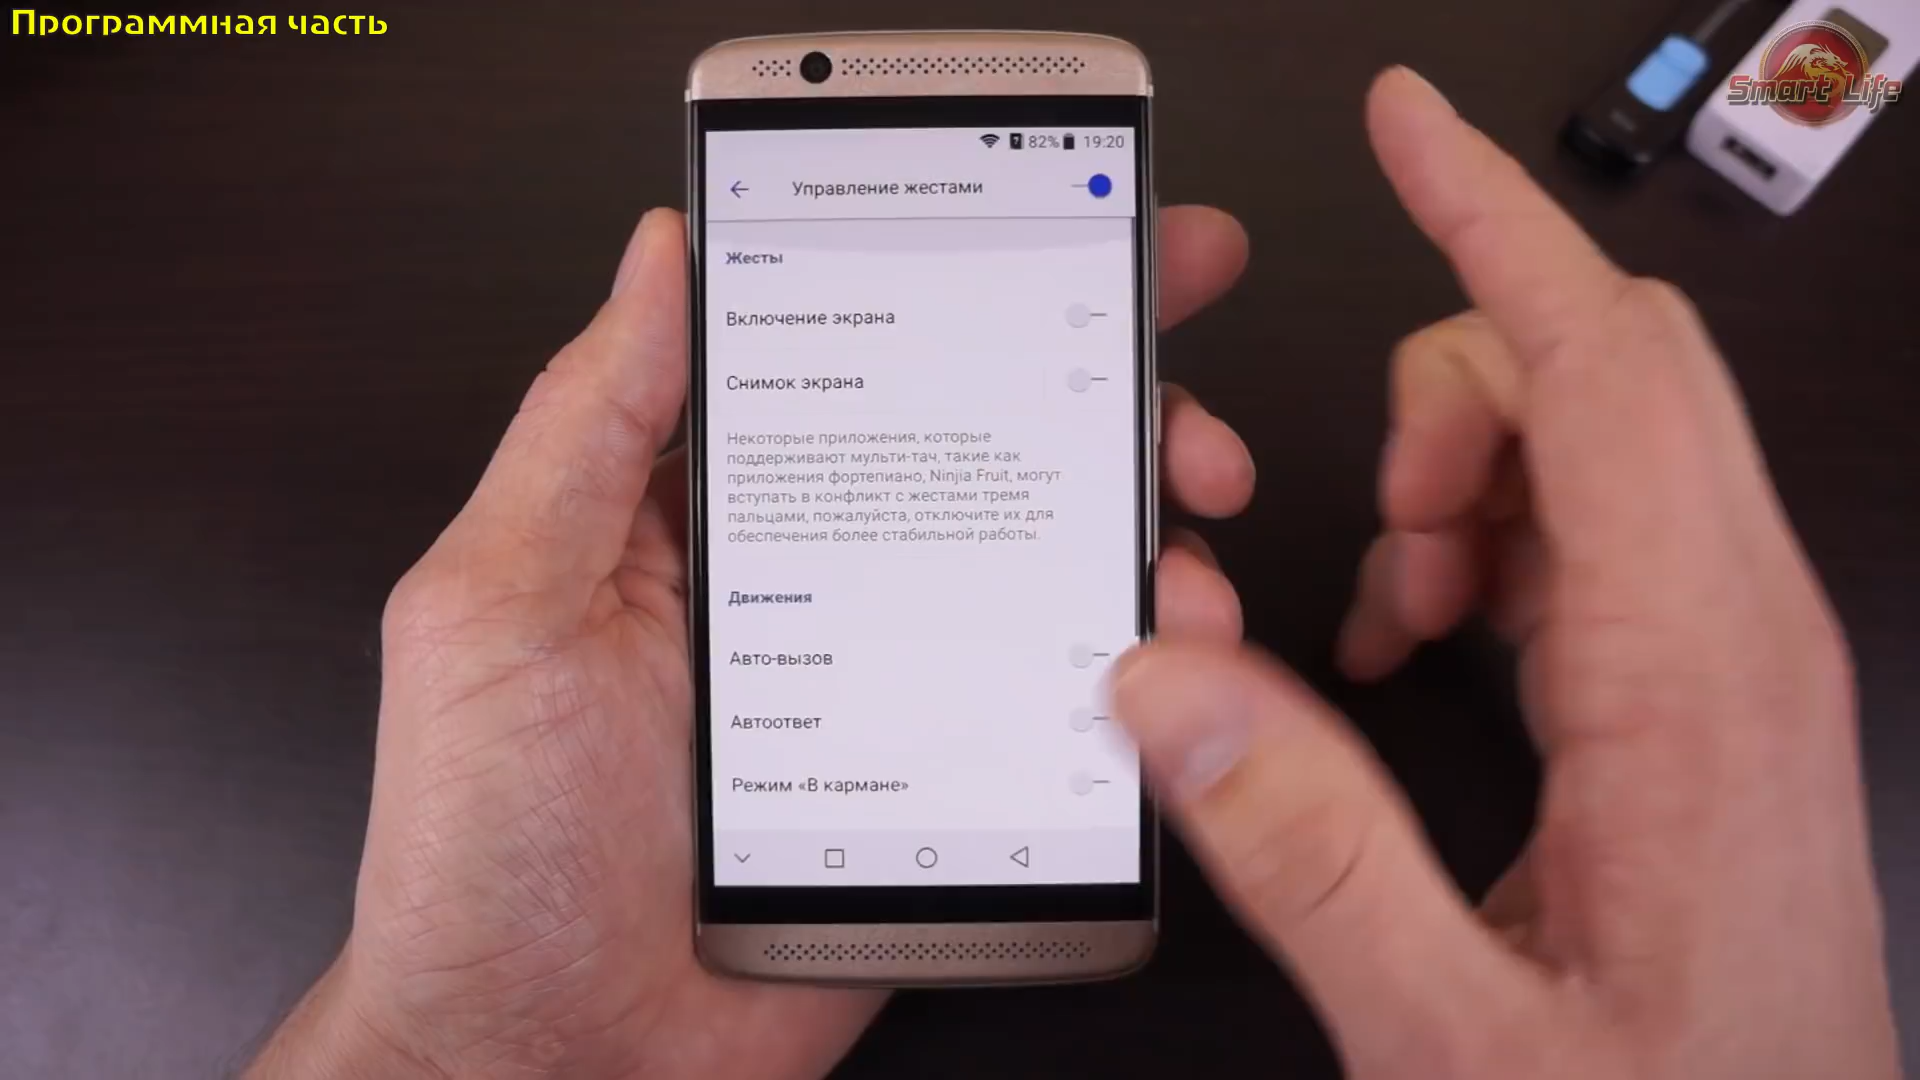 Программная часть
Smart Life
82% 19:20
Управление жестами
Жесты
Включение экрана
Снимок экрана
Некоторые приложения, которые
поддерживают мульти-тач, такие как
приложения фортепиано, Ninjia Fruit, могут
вступать в конфликт с жестами тремя
пальцами, пожалуйста, отключите их для
обеспечения более стабильной работы.
Движения
Авто-вызов
Автоответ
Режим «В кармане»